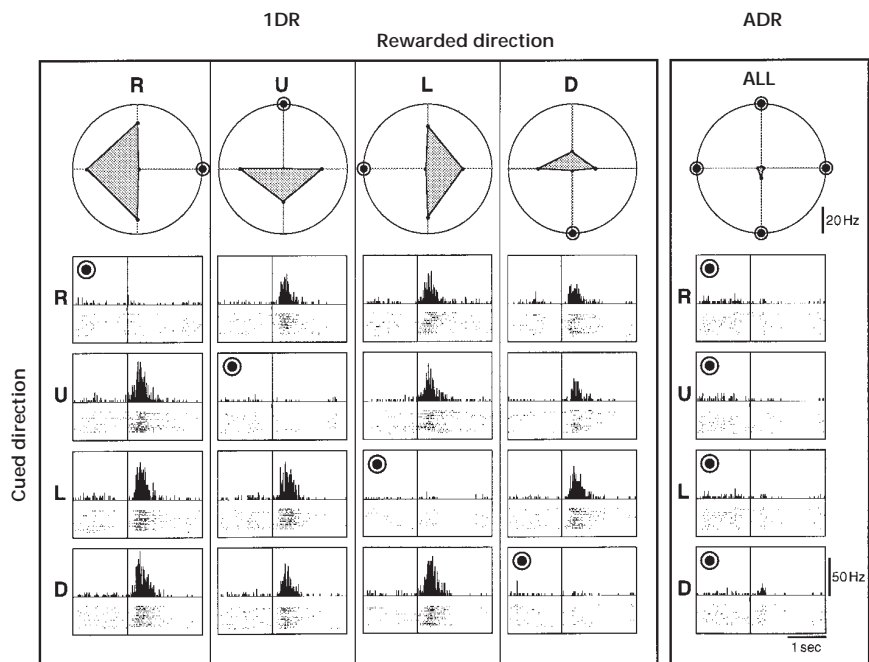 1DR ADR
Rewarded direction
R U L D ALL
20 Hz
R R
U U
L L
D D
50 Hz
1 sec
Cued direction